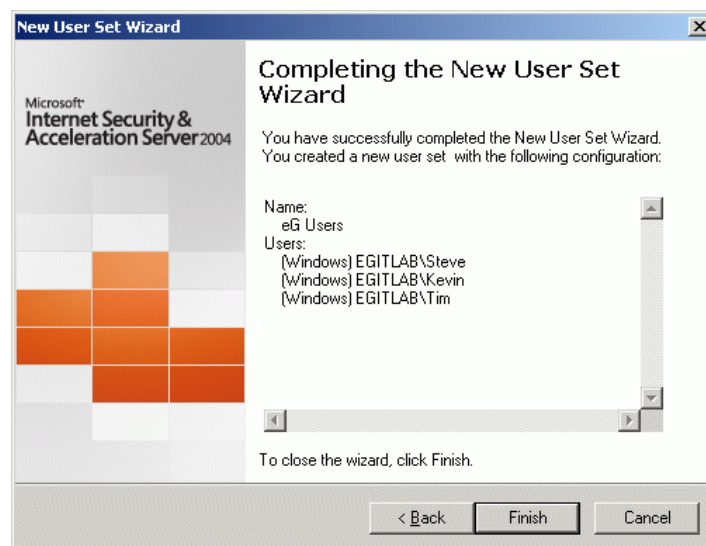 New User Set Wizard
Microsoft
Internet Security &
Acceleration Server 2004
Completing the New User Set
Wizard
You have successfully completed the New User Set Wizard.
You created a new user set with the following configuration:
Name:
eG Users
Users:
(Windows) EGITLAB\Steve
(Windows) EGITLAB\Kevin
(Windows) EGITLAB\Tim
To close the wizard, click Finish.
< Back
Finish
Cancel